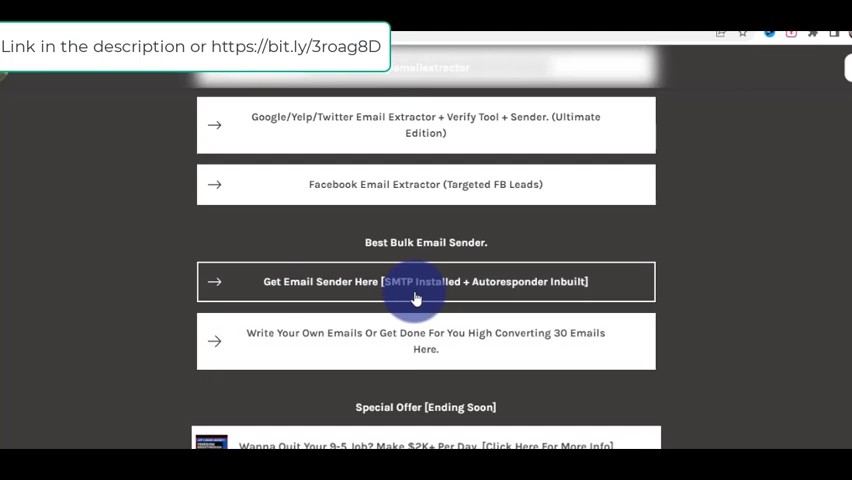 Link in the description or https://bit.ly/3roag8D
emailextractor
Google/Yelp/Twitter Email Extractor + Verify Tool + Sender. (Ultimate
Edition)
Facebook Email Extractor (Targeted FB Leads)
Best Bulk Email Sender.
Get Email Sender Here [SMTP Installed + Autoresponder Inbuilt]
Write Your Own Emails Or Get Done For You High Converting 30 Emails
Here.
Special Offer [Ending Soon]
Wanna Quit Your 9-5 Job? Make $2K+ Per Day. [Click Here For More Info]